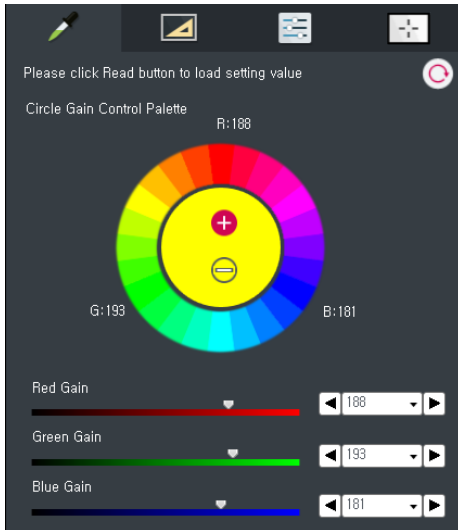 Please click Read button to load setting value
Circle Gain Control Palette
R:188
G:193
B:181
Red Gain
188
Green Gain
193
Blue Gain
181